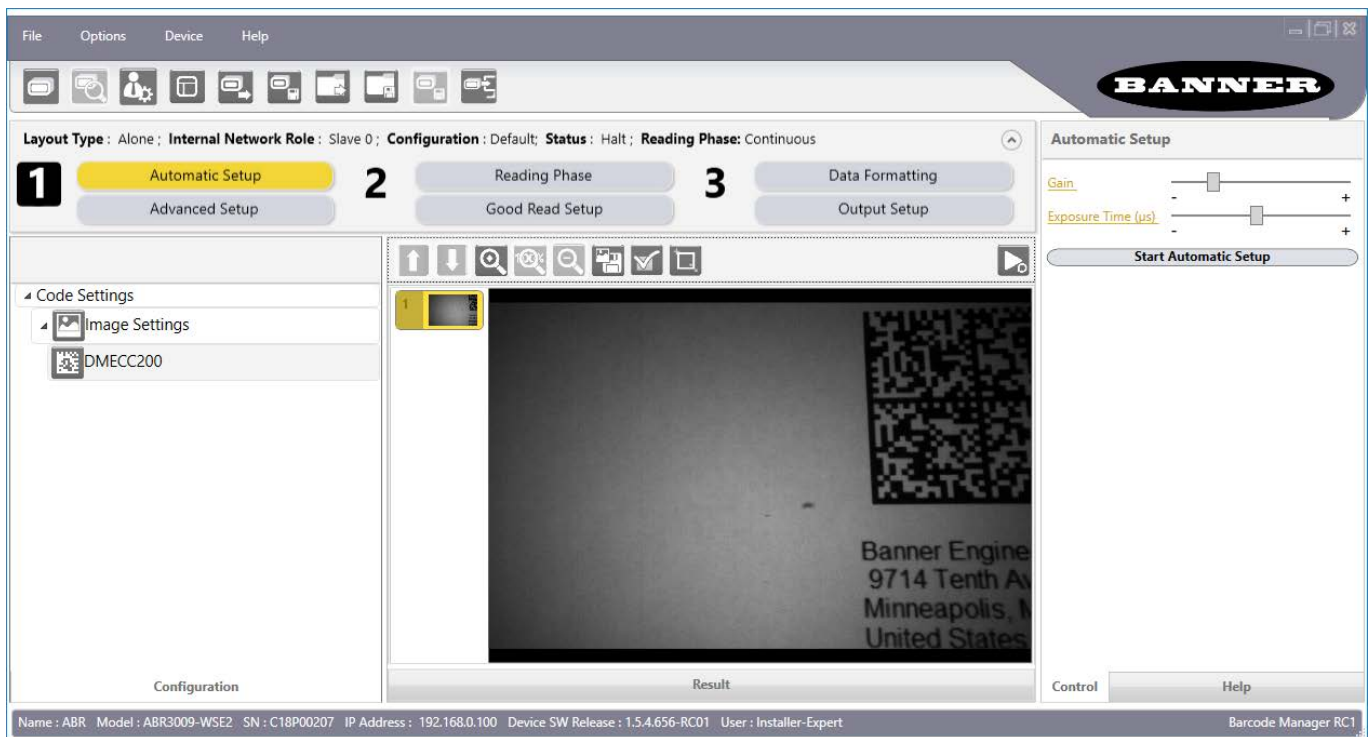 File Options Device Help
BANNER
Layout Type : Alone ; Internal Network Role : Slave 0 ; Configuration : Default; Status : Halt ; Reading Phase: Continuous
1 Automatic Setup 2 Reading Phase 3 Data Formatting
Advanced Setup Good Read Setup Output Setup
Automatic Setup
Gain
- +
Exposure Time (µs)
- +
Start Automatic Setup
Code Settings
Image Settings
DMECC200
1
Banner Engine
9714 Tenth Av
Minneapolis,
United States
Configuration
Result
Control Help
Name : ABR Model : ABR3009-WSE2 SN : C18P00207 IP Address : 192.168.0.100 Device SW Release : 1.5.4.656-RC01 User : Installer-Expert
Barcode Manager RC1